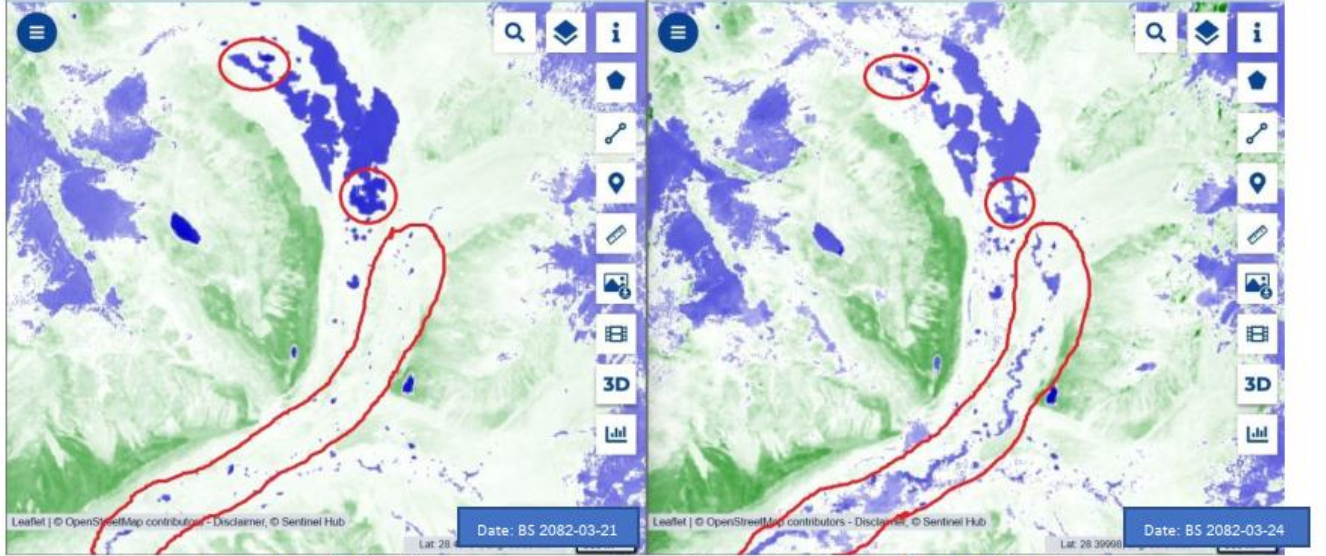 i
3D
Leaflet | © OpenStreetMap contributors - Disclaimer, © Sentinel Hub
Date: BS 2082-03-21
i
3D
Leaflet | © OpenStreetMap contributors - Disclaimer, © Sentinel Hub
Date: BS 2082-03-24
Lat: 28.39998